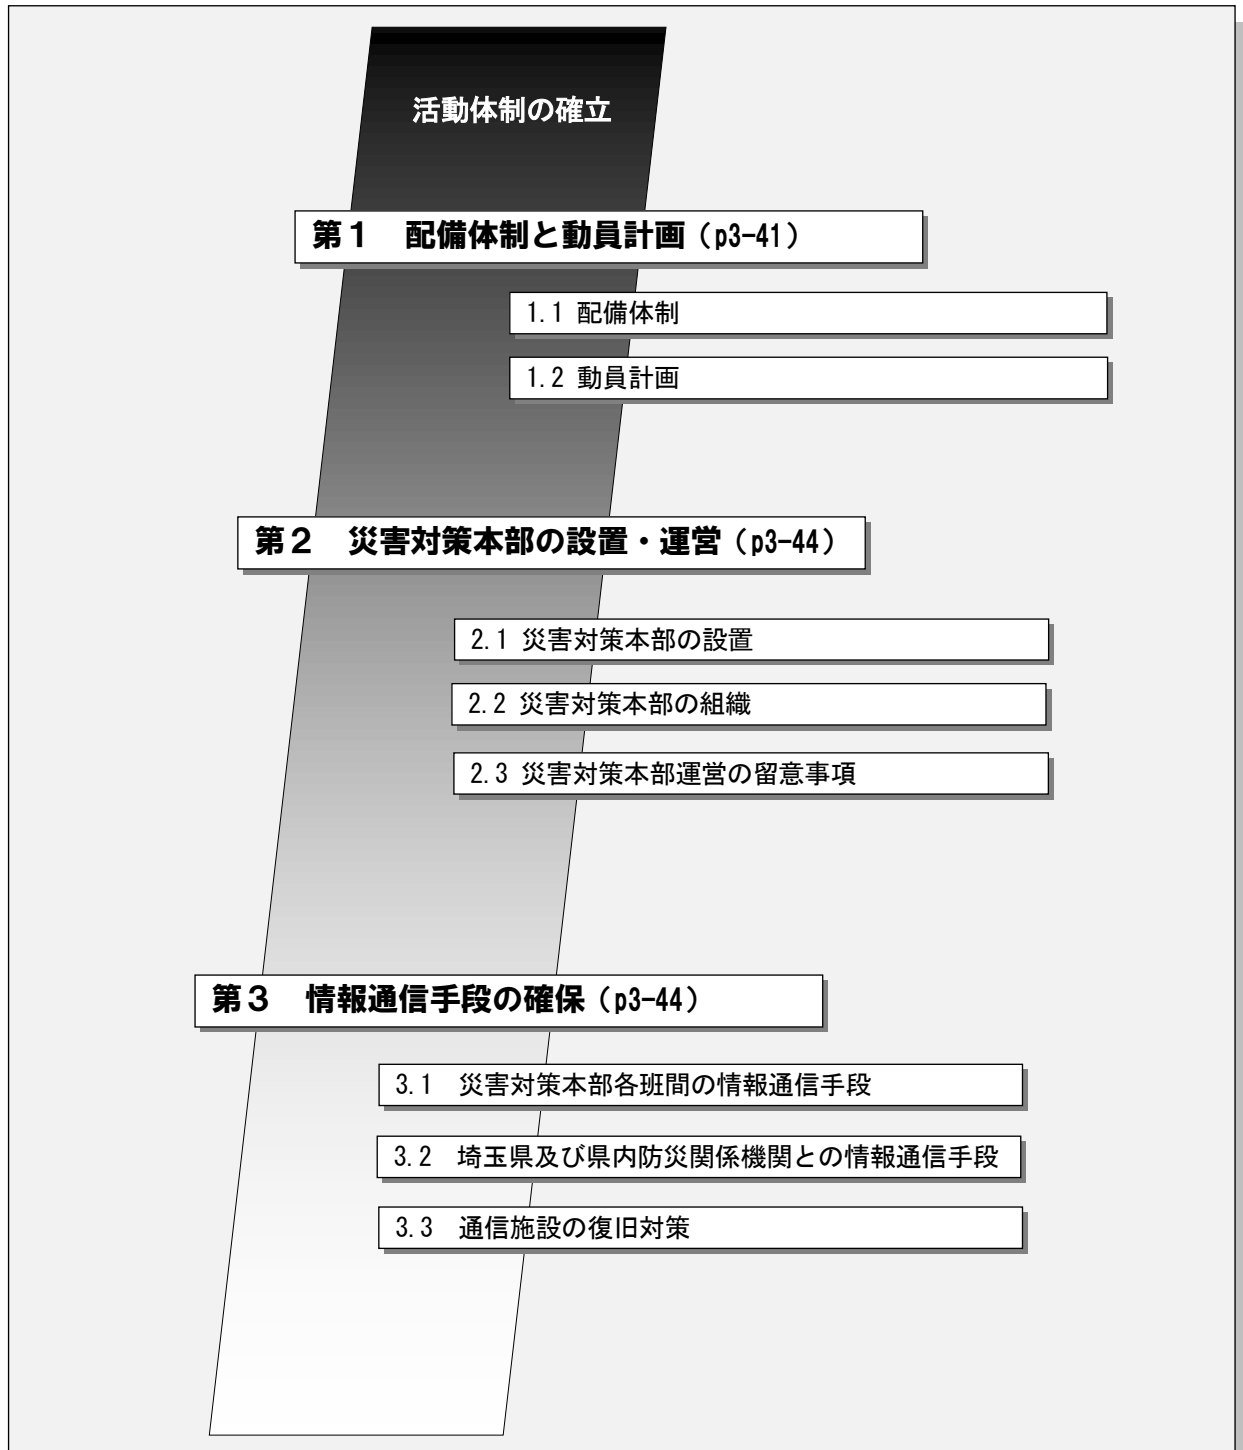 活動体制の確立
第１　配備体制と動員計画（p3-41）
1.1 配備体制
1.2 動員計画
第２　災害対策本部の設置・運営（p3-44）
2.1 災害対策本部の設置
2.2 災害対策本部の組織
2.3 災害対策本部運営の留意事項
第３　情報通信手段の確保（p3-44）
3.1　災害対策本部各班間の情報通信手段
3.2　埼玉県及び県内防災関係機関との情報通信手段
3.3　通信施設の復旧対策